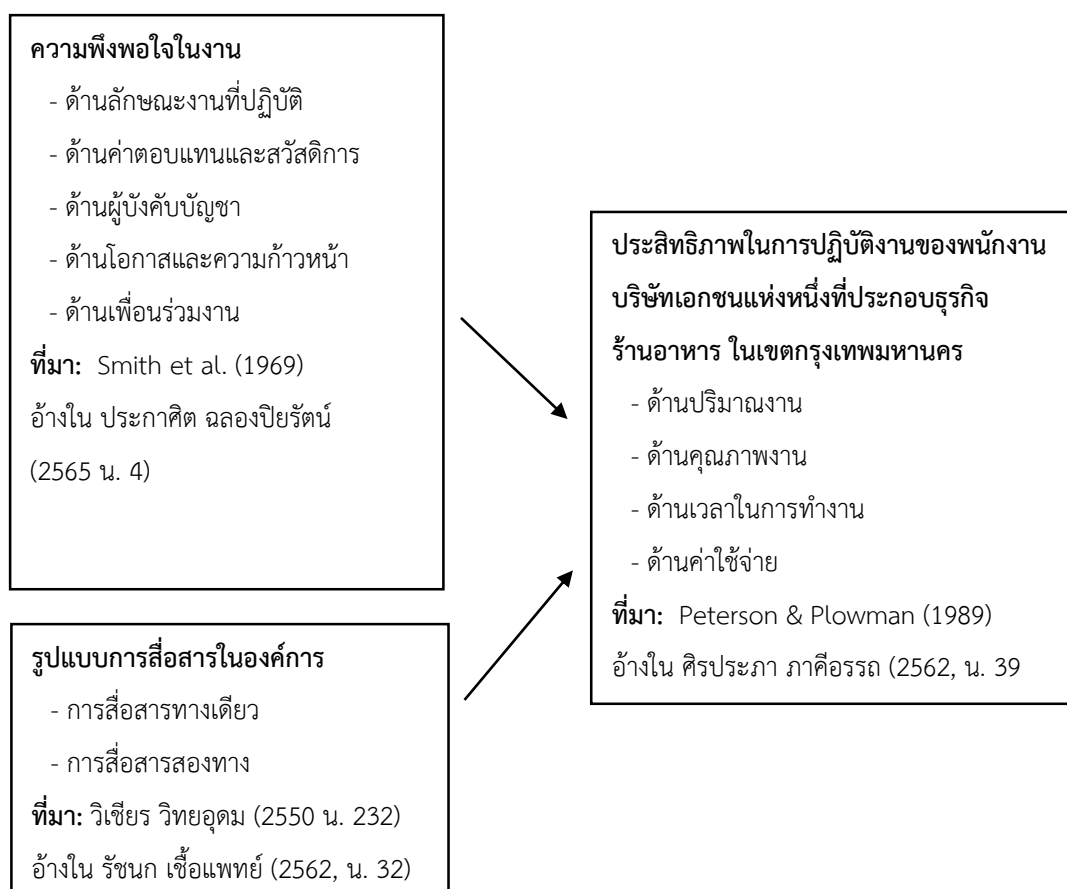 ความพึงพอใจในงาน
- ด้านลักษณะงานที่ปฏิบัติ
- ด้านค่าตอบแทนและสวัสดิการ
- ด้านผู้บังคับบัญชา
- ด้านโอกาสและความก้าวหน้า
- ด้านเพื่อนร่วมงาน
ที่มา: Smith et al. (1969)
อ้างใน ประกาศิต ฉลองปิยรัตน์
(2565 น. 4)
รูปแบบการสื่อสารในองค์การ
- การสื่อสารทางเดียว
- การสื่อสารสองทาง
ที่มา: วิเชียร วิทยอุดม (2550 น. 232)
อ้างใน รัชนก เชื้อแพทย์ (2562, น. 32)
ประสิทธิภาพในการปฏิบัติงานของพนักงาน
บริษัทเอกชนแห่งหนึ่งที่ประกอบธุรกิจ
ร้านอาหาร ในเขตกรุงเทพมหานคร
- ด้านปริมาณงาน
- ด้านคุณภาพงาน
- ด้านเวลาในการทำงาน
- ด้านค่าใช้จ่าย
ที่มา: Peterson & Plowman (1989)
อ้างใน ศิรประภา ภาคีอรรถ (2562, น. 39